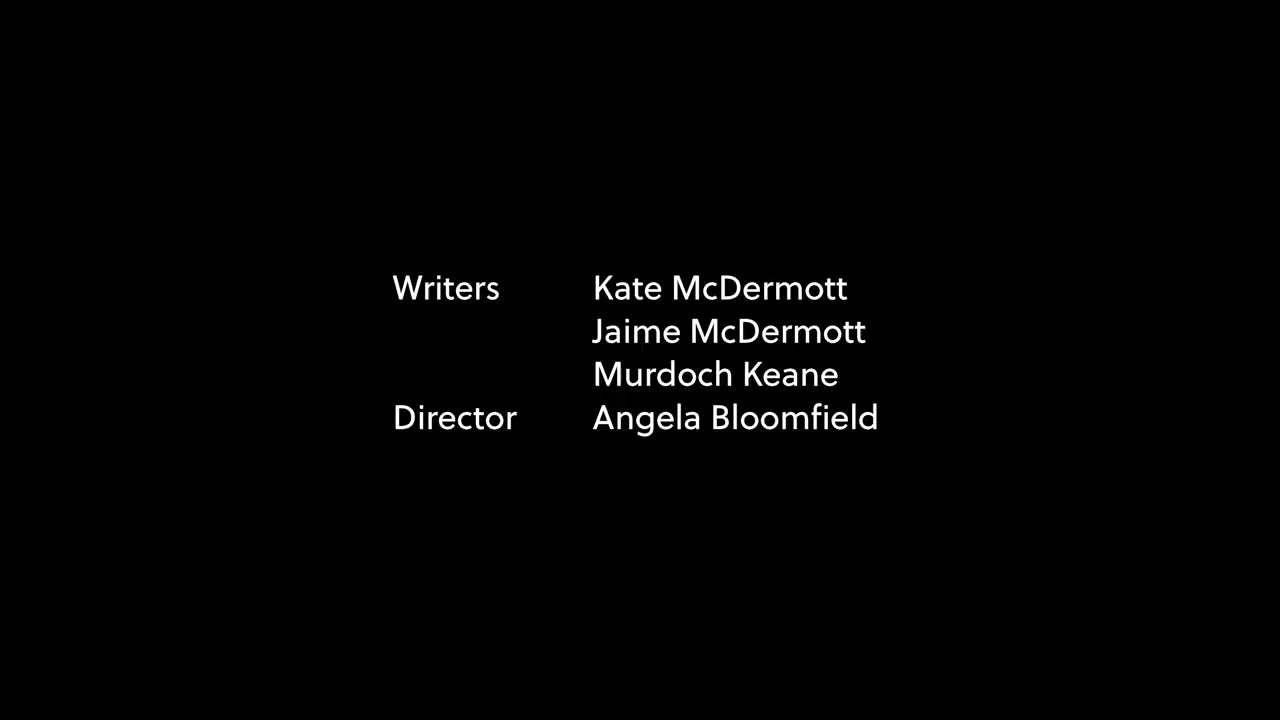 Writers Kate McDermott
Jaime McDermott
Murdoch Keane
Director Angela Bloomfield